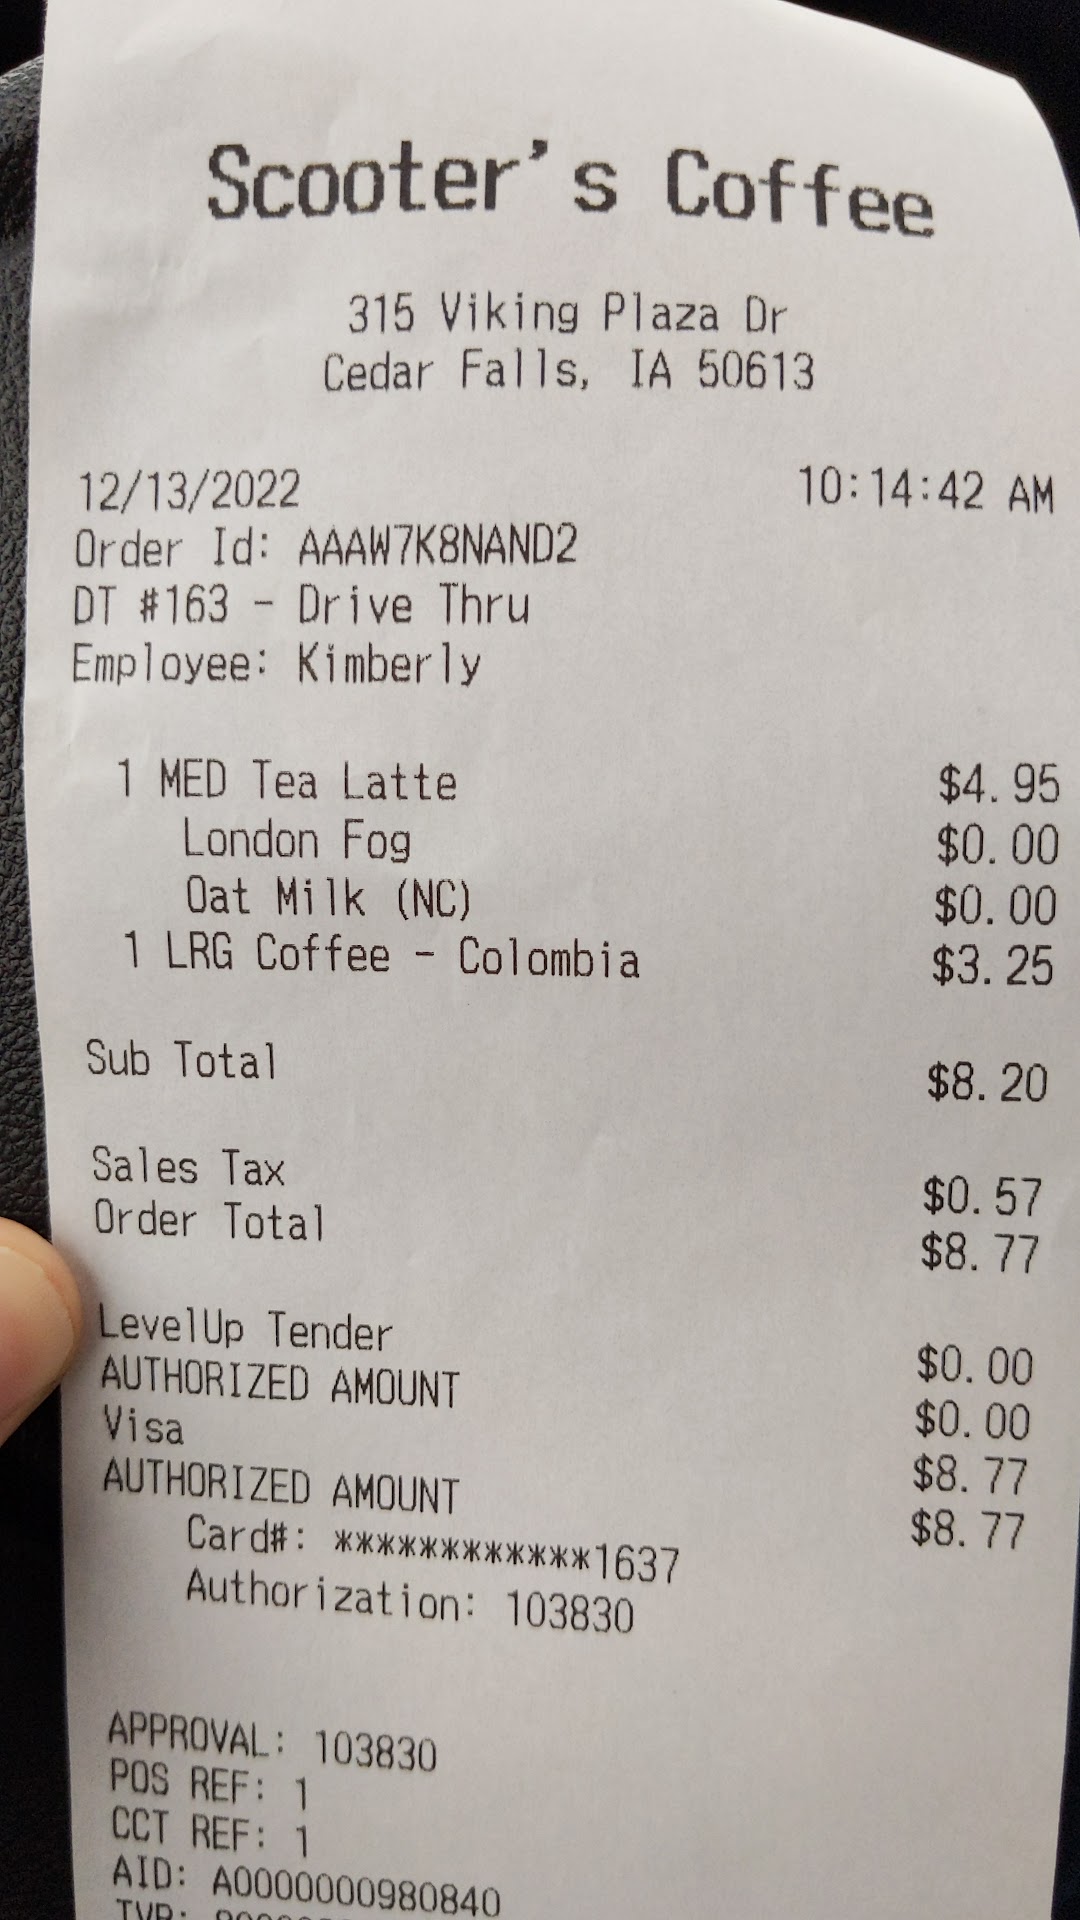 Scooter's Coffee
315 Viking Plaza Dr
Cedar Falls, IA 50613
12/13/2022 10:14:42 AM
Order Id: AAAW7K8NAND2
DT #163 - Drive Thru
Employee: Kimberly
1 MED Tea Latte $4.95
London Fog $0.00
Oat Milk (NC) $0.00
1 LRG Coffee - Colombia $3.25
Sub Total $8.20
Sales Tax $0.57
Order Total $8.77
LevelUp Tender $0.00
AUTHORIZED AMOUNT $0.00
Visa $8.77
AUTHORIZED AMOUNT $8.77
Card#: ************1637
Authorization: 103830
APPROVAL: 103830
POS REF: 1
CCT REF: 1
AID: A0000000980840
TVR: